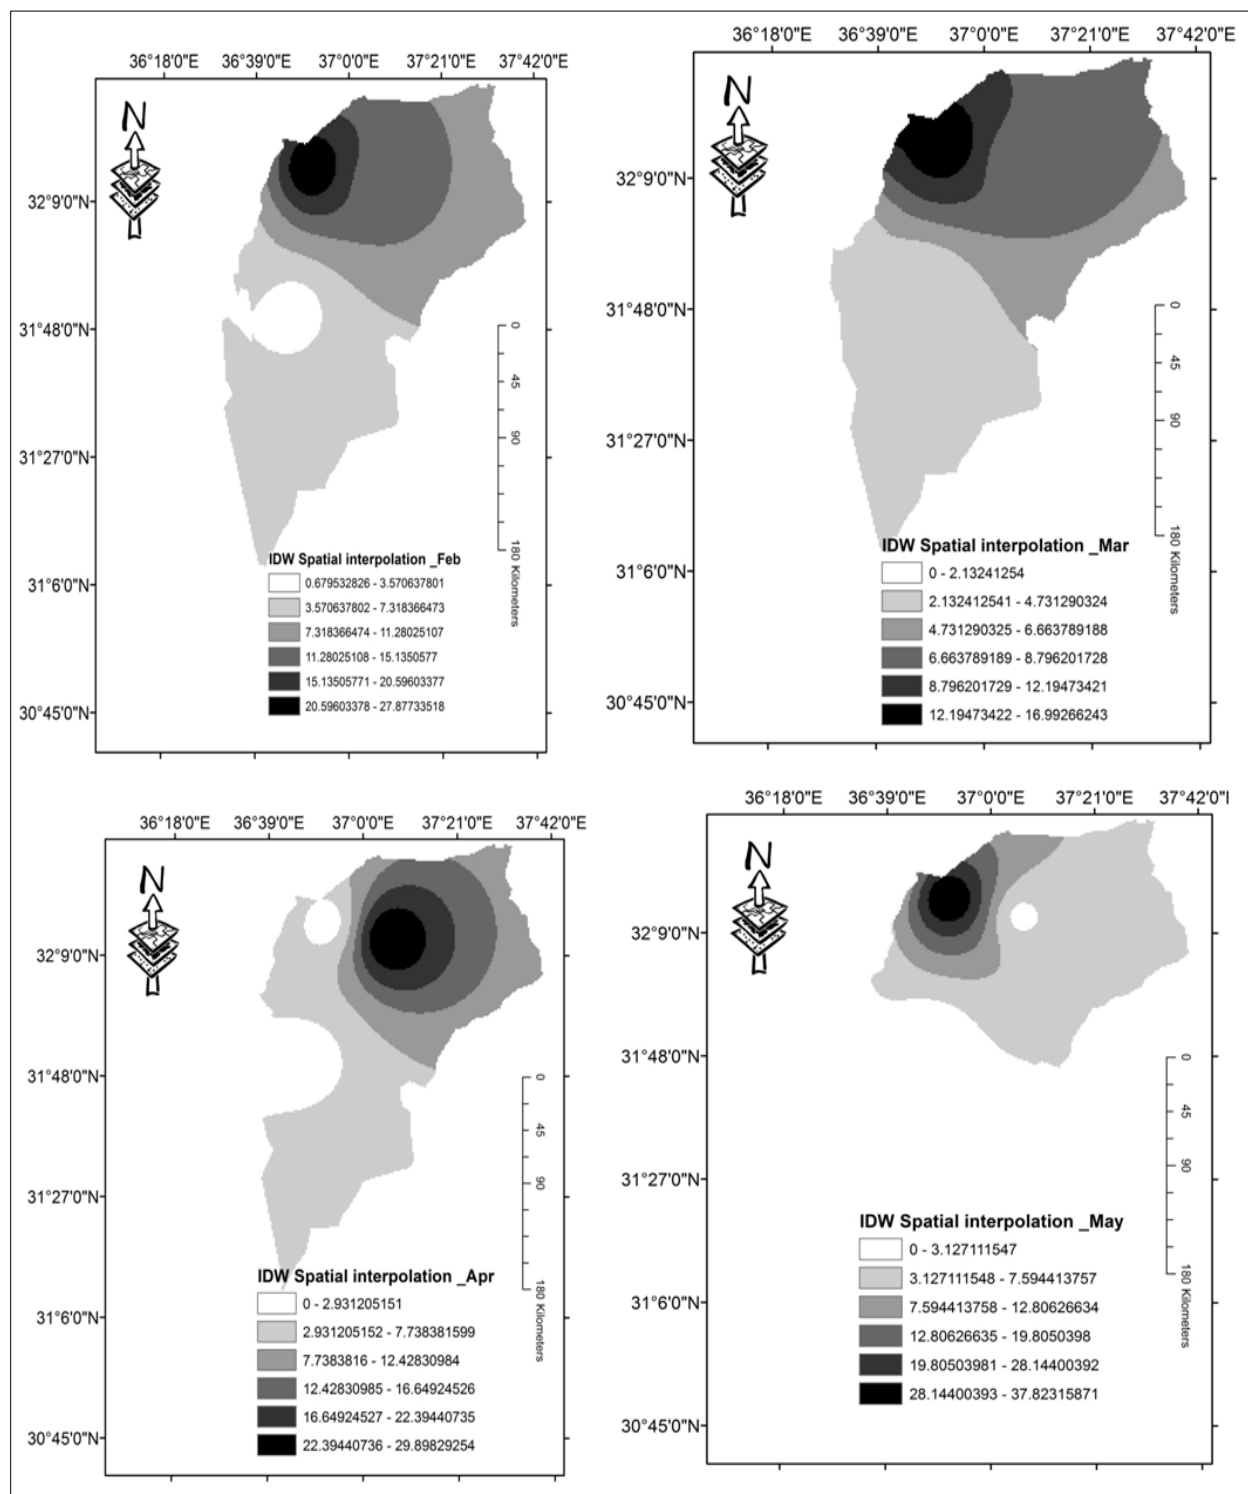 36°18'0"E 36°39'0"E 37°0'0"E 37°21'0"E 37°42'0"E
N
32°9'0"N
31°48'0"N
31°27'0"N
31°6'0"N
30°45'0"N
0
45
90
180 Kilometers
IDW Spatial interpolation _Feb
0.679532826 - 3.570637801
3.570637802 - 7.318366473
7.318366474 - 11.28025107
11.28025108 - 15.1350577
15.13505771 - 20.59603377
20.59603378 - 27.87733518
36°18'0"E 36°39'0"E 37°0'0"E 37°21'0"E 37°42'0"E
N
32°9'0"N
31°48'0"N
31°27'0"N
31°6'0"N
30°45'0"N
0
45
90
180 Kilometers
IDW Spatial interpolation _Mar
0 - 2.13241254
2.132412541 - 4.731290324
4.731290325 - 6.663789188
6.663789189 - 8.796201728
8.796201729 - 12.19473421
12.19473422 - 16.99266243
36°18'0"E 36°39'0"E 37°0'0"E 37°21'0"E 37°42'0"E
N
32°9'0"N
31°48'0"N
31°27'0"N
31°6'0"N
30°45'0"N
0
45
90
180 Kilometers
IDW Spatial interpolation _Apr
0 - 2.931205151
2.931205152 - 7.738381599
7.7383816 - 12.42830984
12.42830985 - 16.64924526
16.64924527 - 22.39440735
22.39440736 - 29.89829254
36°18'0"E 36°39'0"E 37°0'0"E 37°21'0"E 37°42'0"
N
32°9'0"N
31°48'0"N
31°27'0"N
31°6'0"N
30°45'0"N
0
45
90
180 Kilometers
IDW Spatial interpolation _May
0 - 3.127111547
3.127111548 - 7.594413757
7.594413758 - 12.80626634
12.80626635 - 19.8050398
19.80503981 - 28.14400392
28.14400393 - 37.82315871